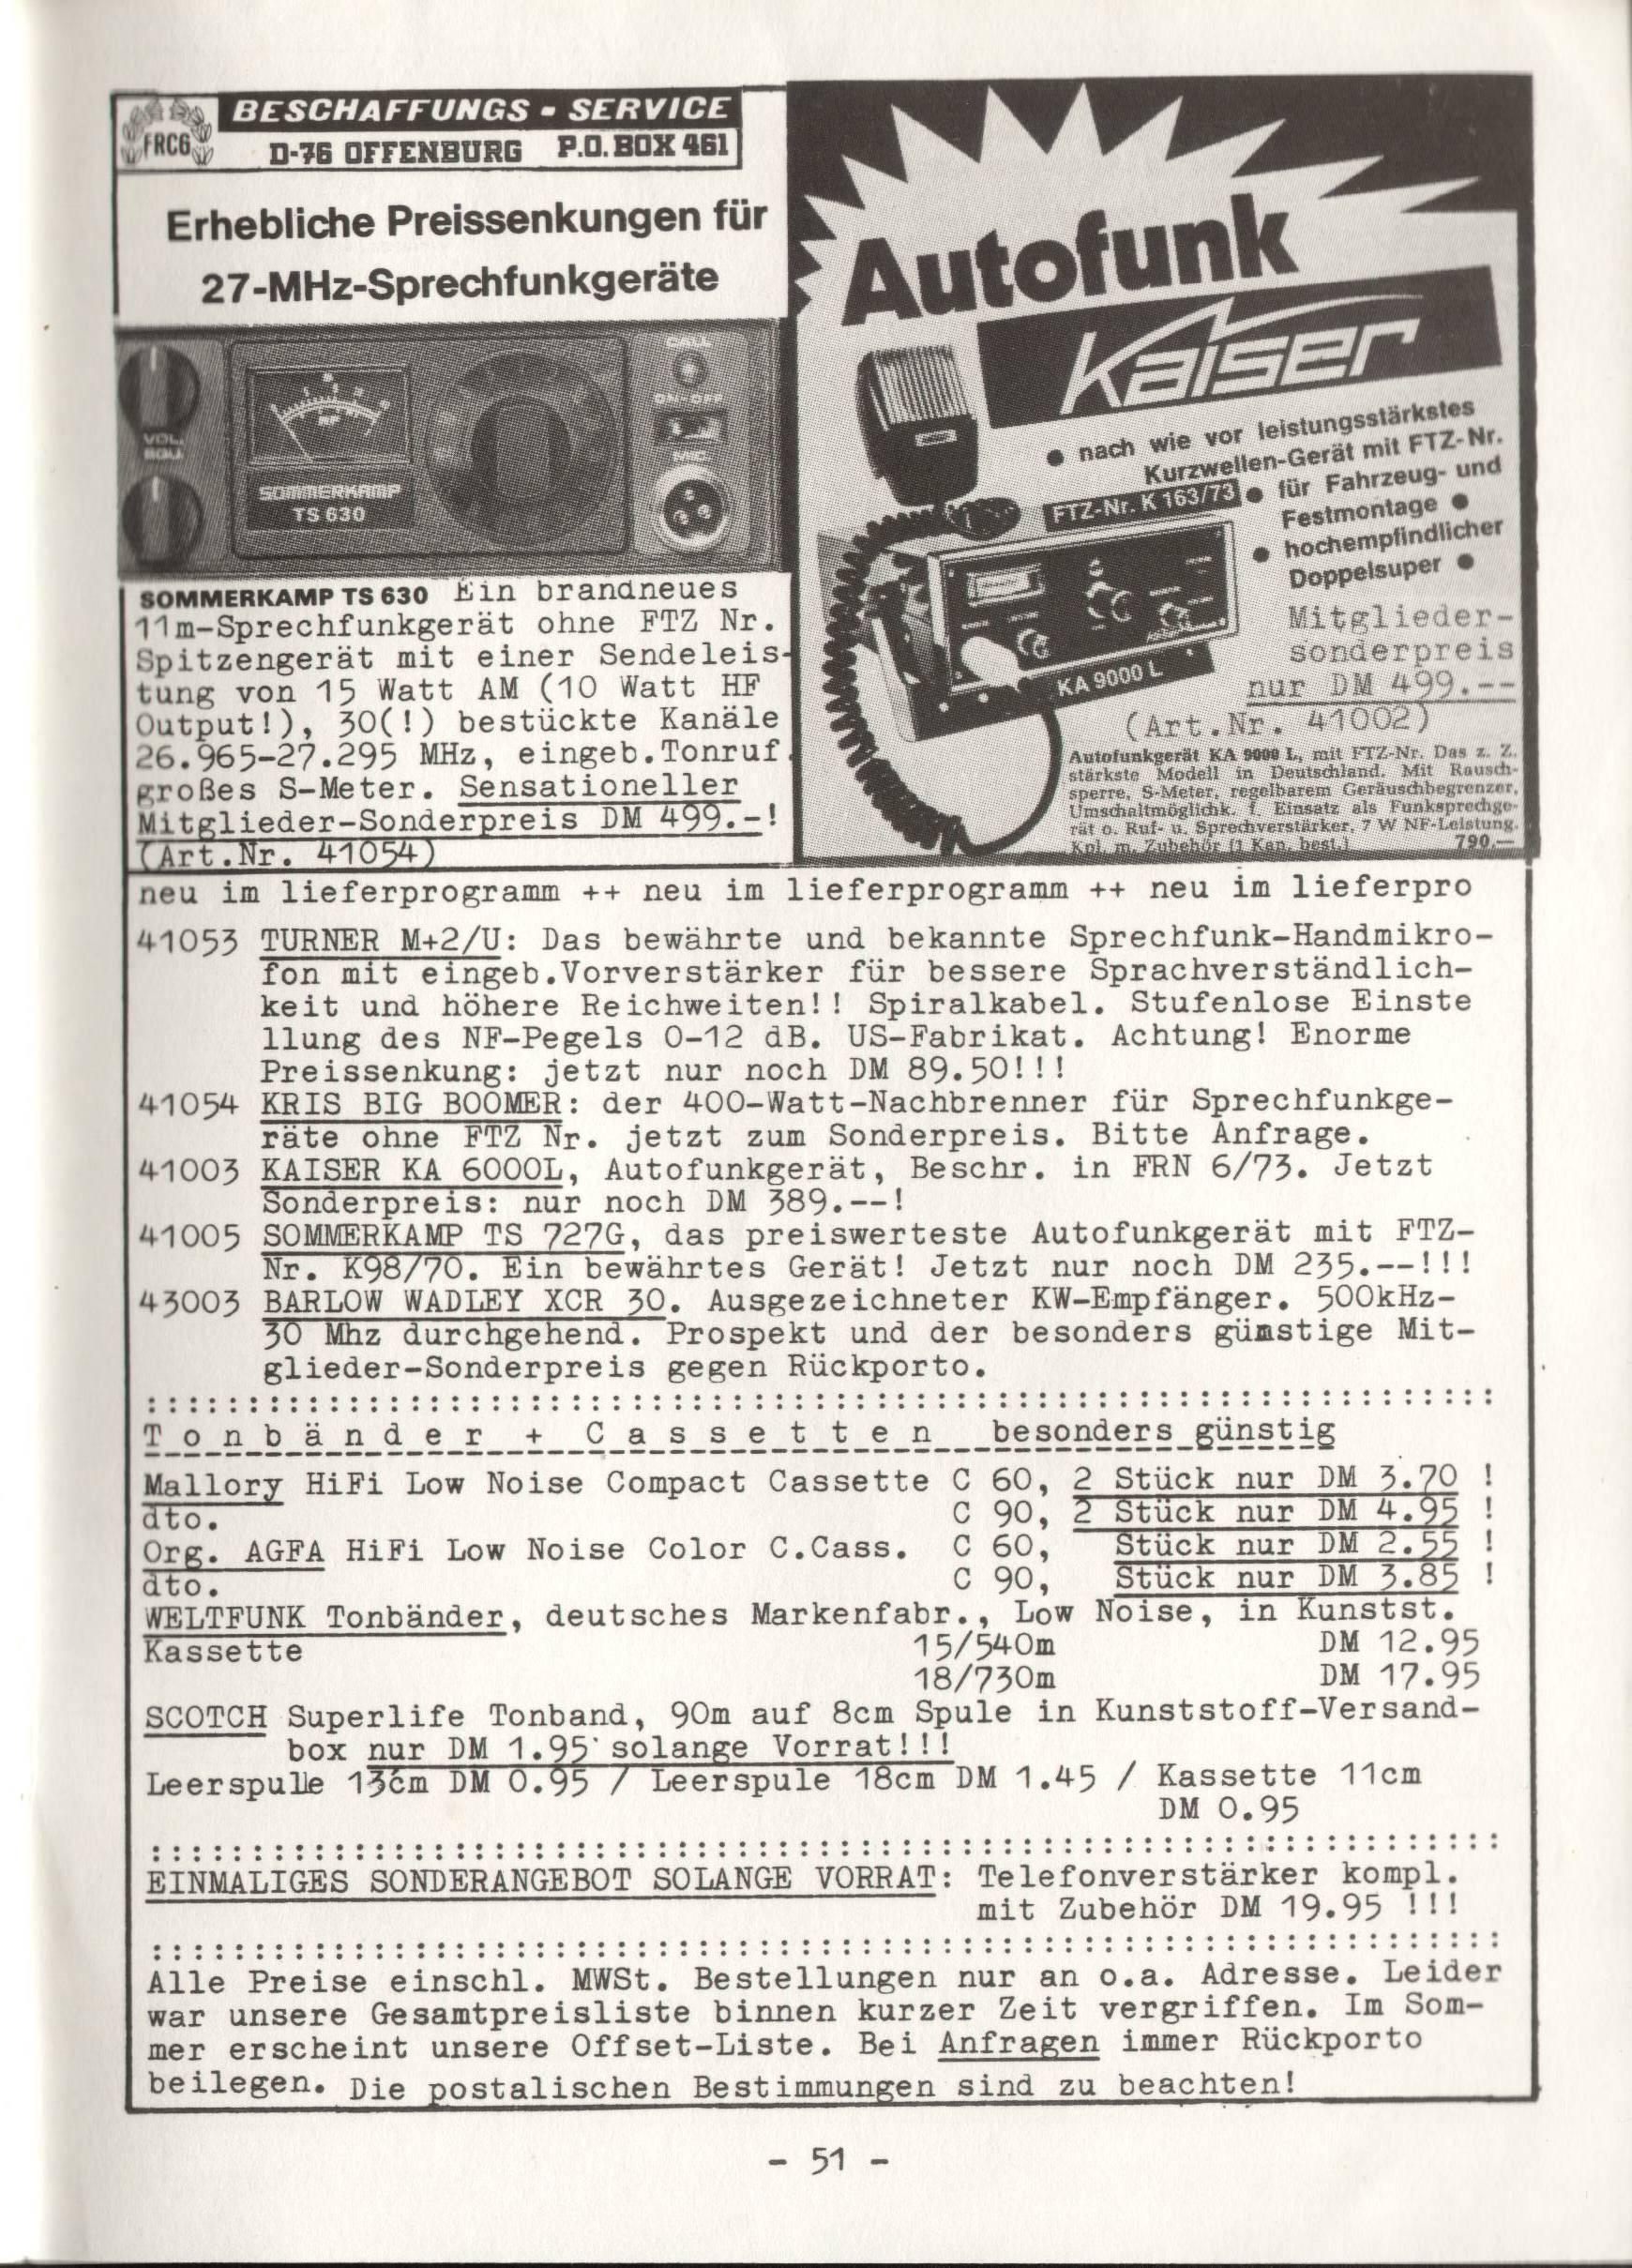 FRCG
BESCHAFFUNGS - SERVICE
D-76 OFFENBURG P.O. BOX 461
Erhebliche Preissenkungen für
27-MHz-Sprechfunkgeräte
VOL.
SQU.
SOMMERKAMP
TS 630
CALL
ON-OFF
MIC.
SOMMERKAMP TS 630 Ein brandneues
11m-Sprechfunkgerät ohne FTZ Nr.
Spitzengerät mit einer Sendeleis-
tung von 15 Watt AM (10 Watt HF
Output!), 30(!) bestückte Kanäle
26.965-27.295 MHz, eingeb.Tonruf.
großes S-Meter. Sensationeller
Mitglieder-Sonderpreis DM 499.-!
(Art.Nr. 41054)
Autofunk
Kaiser
● nach wie vor leistungsstärkstes
Kurzwellen-Gerät mit FTZ-Nr.
FTZ-Nr. K 163/73 ● für Fahrzeug- und
Festmontage ●
● hochempfindlicher
Doppelsuper ●
KA 9000 L
Mitglieder-
sonderpreis
nur DM 499.--
(Art.Nr. 41002)
Autofunkgerät KA 9000 L, mit FTZ-Nr. Das z. Z.
stärkste Modell in Deutschland. Mit Rausch-
sperre, S-Meter, regelbarem Geräuschbegrenzer,
Umschaltmöglichk. f. Einsatz als Funksprechge-
rät o. Ruf- u. Sprechverstärker, 7 W NF-Leistung.
Kpl. m. Zubehör (1 Kan. best.) 790.—
neu im lieferprogramm ++ neu im lieferprogramm ++ neu im lieferpro
41053 TURNER M+2/U: Das bewährte und bekannte Sprechfunk-Handmikro-
fon mit eingeb.Vorverstärker für bessere Sprachverständlich-
keit und höhere Reichweiten!! Spiralkabel. Stufenlose Einste
llung des NF-Pegels 0-12 dB. US-Fabrikat. Achtung! Enorme
Preissenkung: jetzt nur noch DM 89.50!!!
41054 KRIS BIG BOOMER: der 400-Watt-Nachbrenner für Sprechfunkge-
räte ohne FTZ Nr. jetzt zum Sonderpreis. Bitte Anfrage.
41003 KAISER KA 6000L, Autofunkgerät, Beschr. in FRN 6/73. Jetzt
Sonderpreis: nur noch DM 389.--!
41005 SOMMERKAMP TS 727G, das preiswerteste Autofunkgerät mit FTZ-
Nr. K98/70. Ein bewährtes Gerät! Jetzt nur noch DM 235.--!!!
43003 BARLOW WADLEY XCR 30. Ausgezeichneter KW-Empfänger. 500kHz-
30 Mhz durchgehend. Prospekt und der besonders günstige Mit-
glieder-Sonderpreis gegen Rückporto.
Tonbänder + Cassetten besonders günstig
Mallory HiFi Low Noise Compact Cassette C 60, 2 Stück nur DM 3.70 !
dto. C 90, 2 Stück nur DM 4.95 !
Org. AGFA HiFi Low Noise Color C.Cass. C 60, Stück nur DM 2.55 !
dto. C 90, Stück nur DM 3.85 !
WELTFUNK Tonbänder, deutsches Markenfabr., Low Noise, in Kunstst.
Kassette 15/540m DM 12.95
18/730m DM 17.95
SCOTCH Superlife Tonband, 90m auf 8cm Spule in Kunststoff-Versand-
box nur DM 1.95 solange Vorrat!!!
Leerspulle 13cm DM 0.95 / Leerspule 18cm DM 1.45 / Kassette 11cm
DM 0.95
EINMALIGES SONDERANGEBOT SOLANGE VORRAT: Telefonverstärker kompl.
mit Zubehör DM 19.95 !!!
Alle Preise einschl. MWSt. Bestellungen nur an o.a. Adresse. Leider
war unsere Gesamtpreisliste binnen kurzer Zeit vergriffen. Im Som-
mer erscheint unsere Offset-Liste. Bei Anfragen immer Rückporto
beilegen. Die postalischen Bestimmungen sind zu beachten!
- 51 -